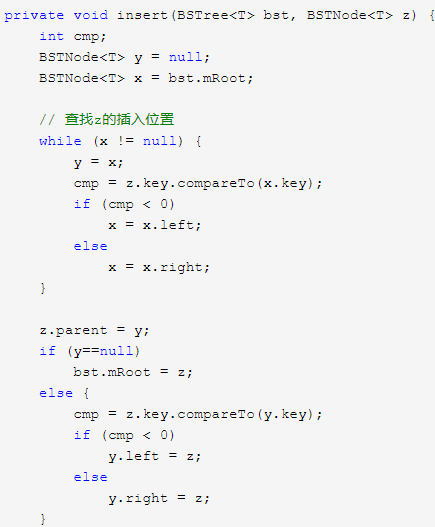 private void insert(BSTree<T> bst, BSTNode<T> z) {
    int cmp;
    BSTNode<T> y = null;
    BSTNode<T> x = bst.mRoot;

    // 查找z的插入位置
    while (x != null) {
        y = x;
        cmp = z.key.compareTo(x.key);
        if (cmp < 0)
            x = x.left;
        else
            x = x.right;
    }

    z.parent = y;
    if (y==null)
        bst.mRoot = z;
    else {
        cmp = z.key.compareTo(y.key);
        if (cmp < 0)
            y.left = z;
        else
            y.right = z;
    }